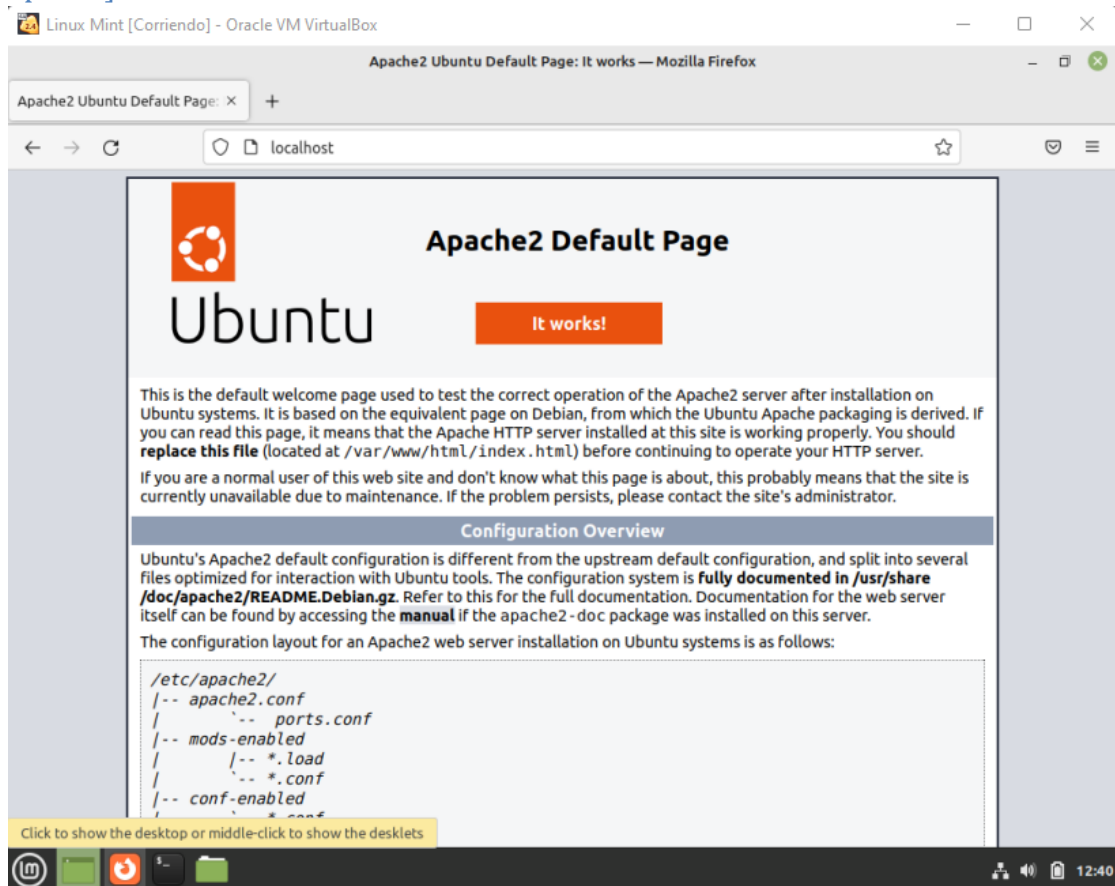 Linux Mint [Corriendo] - Oracle VM VirtualBox
Apache2 Ubuntu Default Page: It works — Mozilla Firefox
Apache2 Ubuntu Default Page:
localhost
Apache2 Default Page
Ubuntu
It works!
This is the default welcome page used to test the correct operation of the Apache2 server after installation on
Ubuntu systems. It is based on the equivalent page on Debian, from which the Ubuntu Apache packaging is derived. If
you can read this page, it means that the Apache HTTP server installed at this site is working properly. You should
replace this file (located at /var/www/html/index.html) before continuing to operate your HTTP server.
If you are a normal user of this web site and don't know what this page is about, this probably means that the site is
currently unavailable due to maintenance. If the problem persists, please contact the site's administrator.
Configuration Overview
Ubuntu's Apache2 default configuration is different from the upstream default configuration, and split into several
files optimized for interaction with Ubuntu tools. The configuration system is fully documented in /usr/share
/doc/apache2/README.Debian.gz. Refer to this for the full documentation. Documentation for the web server
itself can be found by accessing the manual if the apache2-doc package was installed on this server.
The configuration layout for an Apache2 web server installation on Ubuntu systems is as follows:
/etc/apache2/
|-- apache2.conf
|       `--  ports.conf
|-- mods-enabled
|       |-- *.load
|       `-- *.conf
|-- conf-enabled
Click to show the desktop or middle-click to show the desklets
12:40